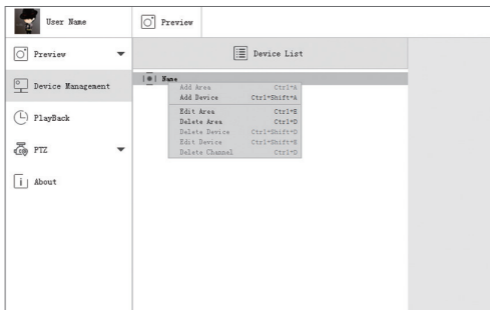 User Name
Preview
Preview
Device List
Device Management
Name
Add Area Ctrl+A
Add Device Ctrl+Shift+A
Edit Area Ctrl+E
Delete Area Ctrl+D
Delete Device Ctrl+Shift+D
Edit Device Ctrl+Shift+E
Delete Channel Ctrl+D
PlayBack
PTZ
About